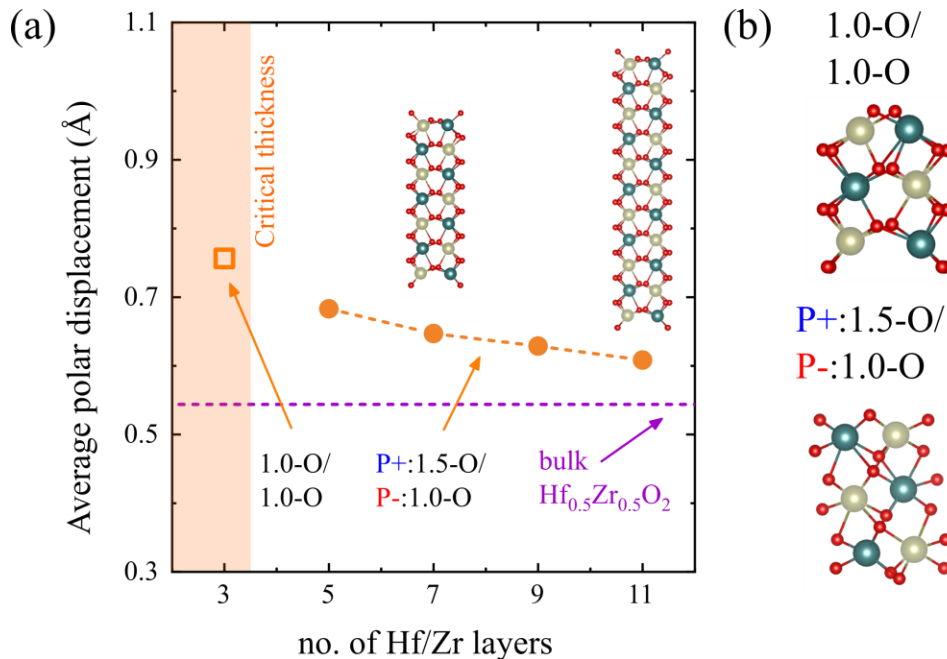 (a)
1.1
0.9
0.7
0.5
0.3
Average polar displacement (Å)
Critical thickness
1.0-O/
1.0-O
P+:1.5-O/
P-:1.0-O
bulk
Hf0.5Zr0.5O2
3 5 7 9 11
no. of Hf/Zr layers
(b)
1.0-O/
1.0-O
P+:1.5-O/
P-:1.0-O